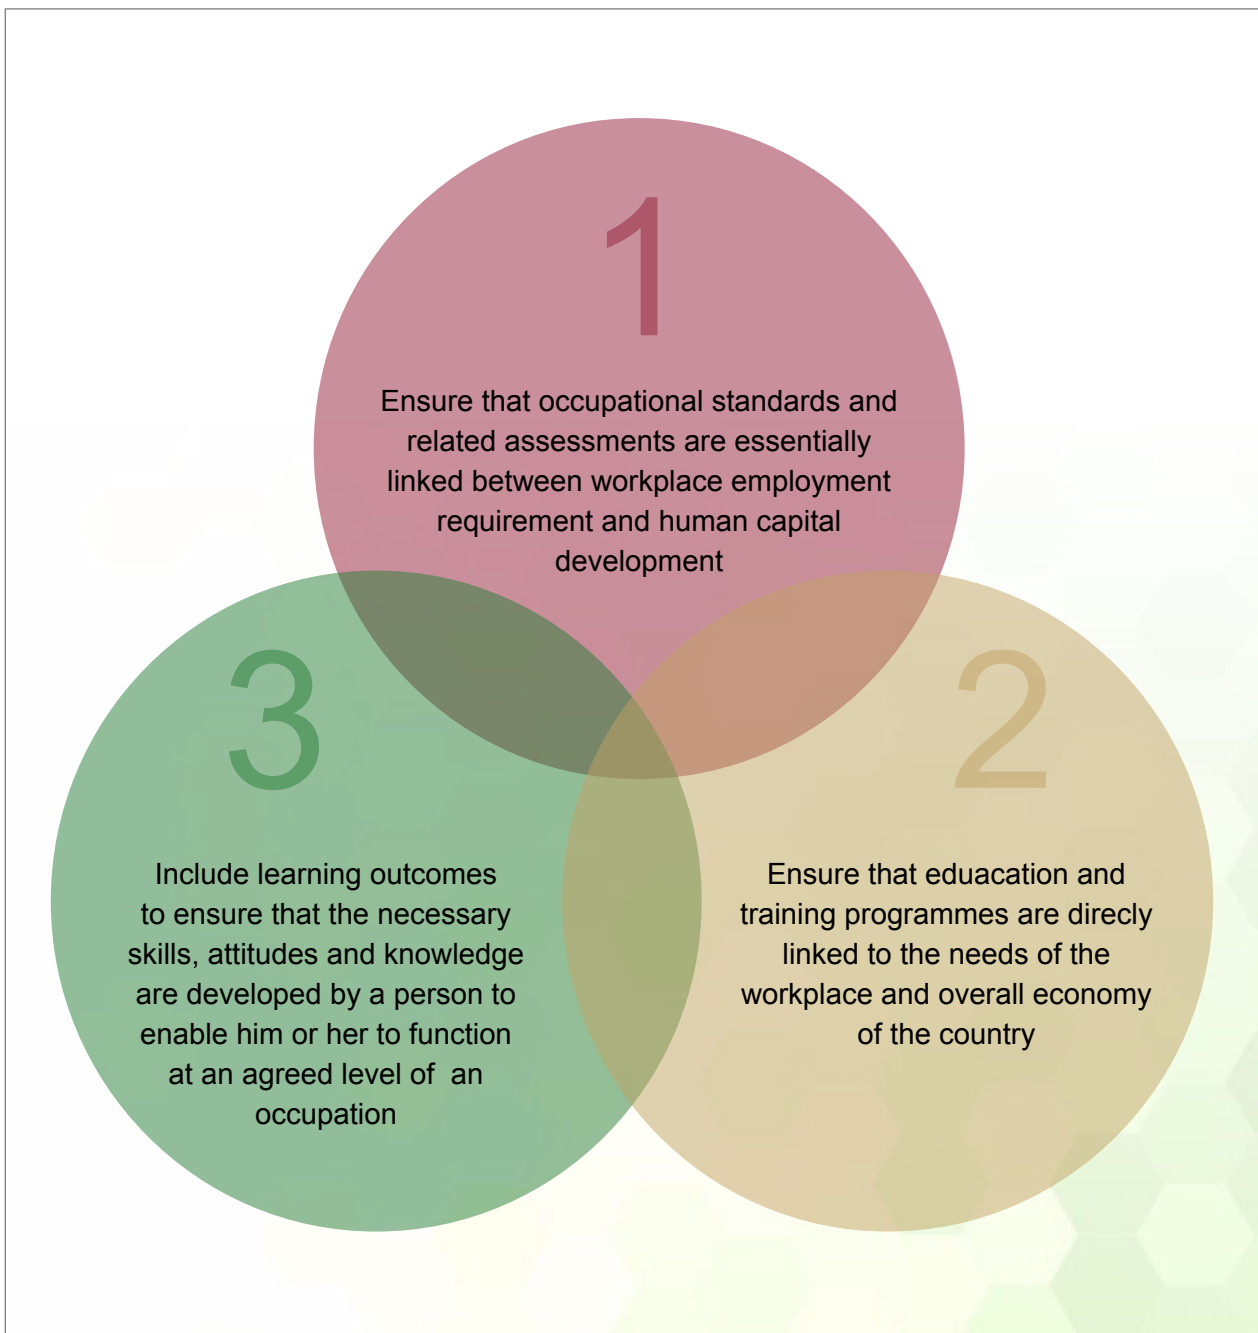 1
Ensure that occupational standards and
related assessments are essentially
linked between workplace employment
requirement and human capital
development
2
Ensure that eduacation and
training programmes are direcly
linked to the needs of the
workplace and overall economy
of the country
3
Include learning outcomes
to ensure that the necessary
skills, attitudes and knowledge
are developed by a person to
enable him or her to function
at an agreed level of  an
occupation